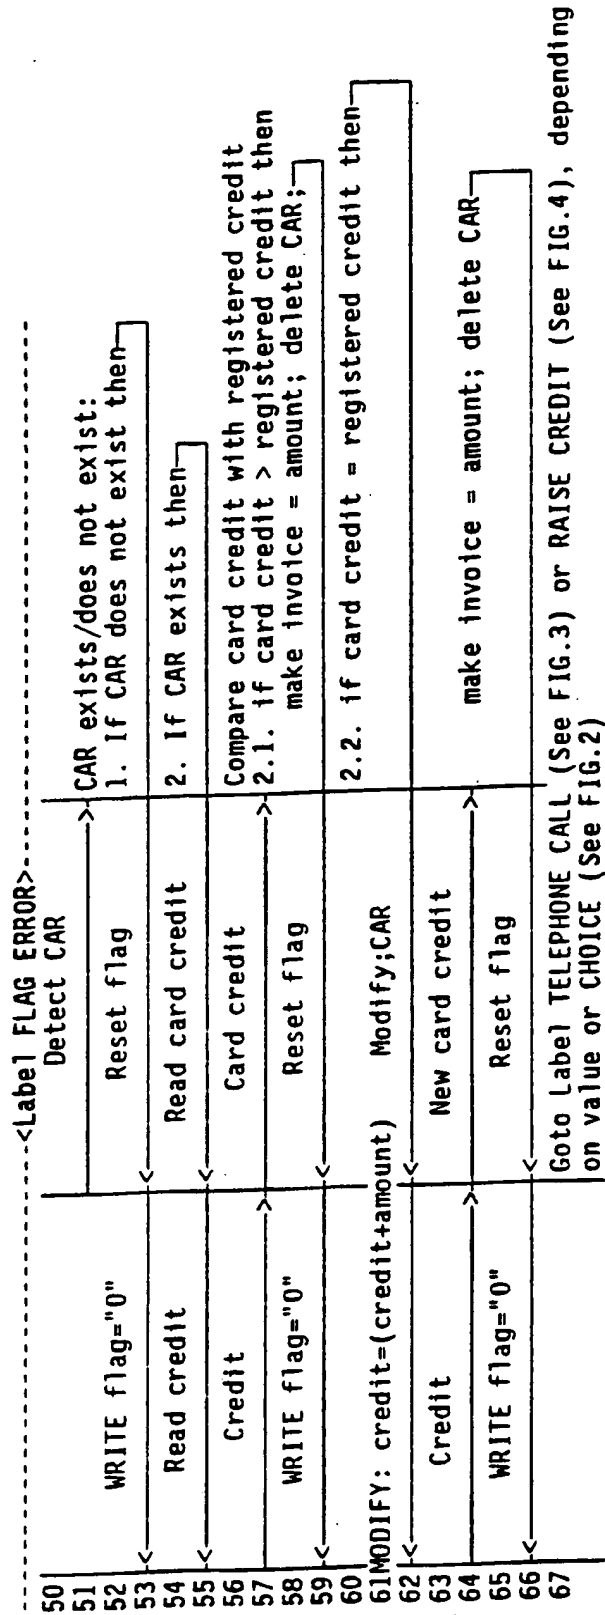 <Label FLAG ERROR>
50 Detect CAR
51 CAR exists/does not exist:
52 WRITE flag="0" Reset flag 1. If CAR does not exist then
53
54 Read credit Read card credit 2. If CAR exists then
55
56 Credit Card credit Compare card credit with registered credit
57 2.1. if card credit > registered credit then
58 WRITE flag="0" Reset flag make invoice = amount; delete CAR;
59
60 2.2. if card credit = registered credit then
61 MODIFY: credit=(credit+amount) Modify;CAR
62
63 Credit New card credit
64 make invoice = amount; delete CAR
65 WRITE flag="0" Reset flag
66
67 Goto Label TELEPHONE CALL (See FIG.3) or RAISE CREDIT (See FIG.4), depending
on value or CHOICE (See FIG.2)